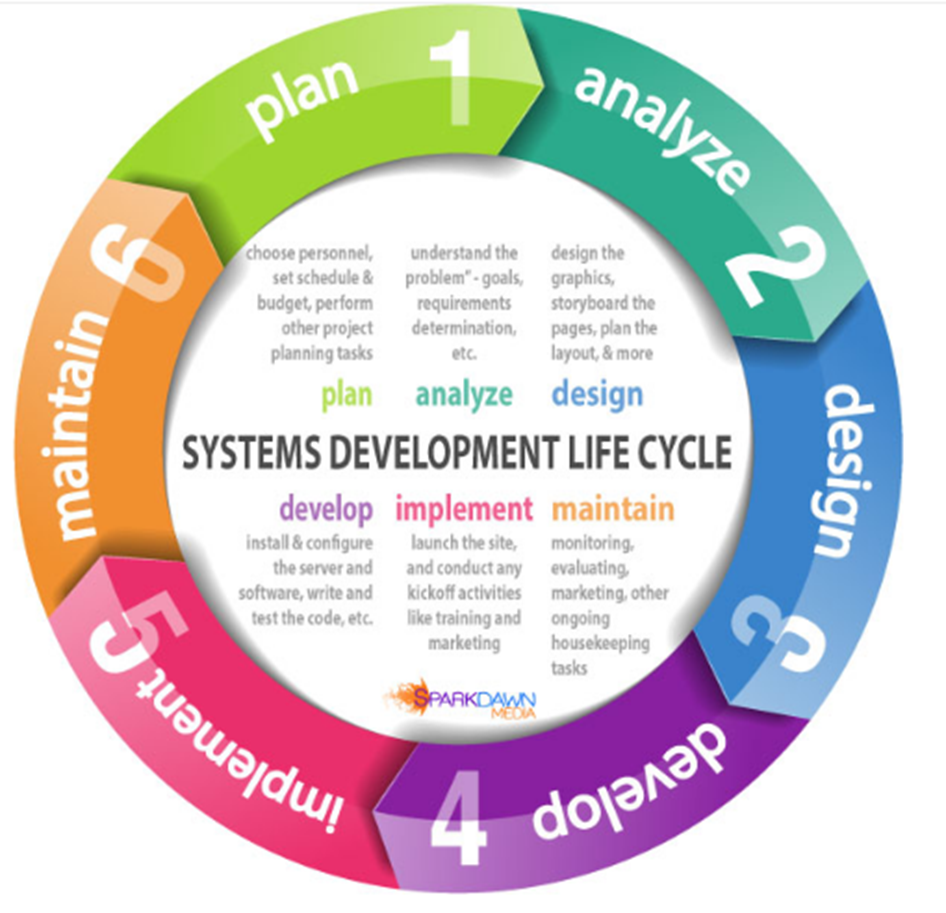 plan
1
analyze
2
design
3
develop
4
implement
5
maintain
6
choose personnel,
set schedule &
budget, perform
other project
planning tasks
plan
understand the
problem" - goals,
requirements
determination,
etc.
analyze
design the
graphics,
storyboard the
pages, plan the
layout, & more
design
SYSTEMS DEVELOPMENT LIFE CYCLE
develop
install & configure
the server and
software, write and
test the code, etc.
implement
launch the site,
and conduct any
kickoff activities
like training and
marketing
maintain
monitoring,
evaluating,
marketing, other
ongoing
housekeeping
tasks
SPARKDAWN
MEDIA